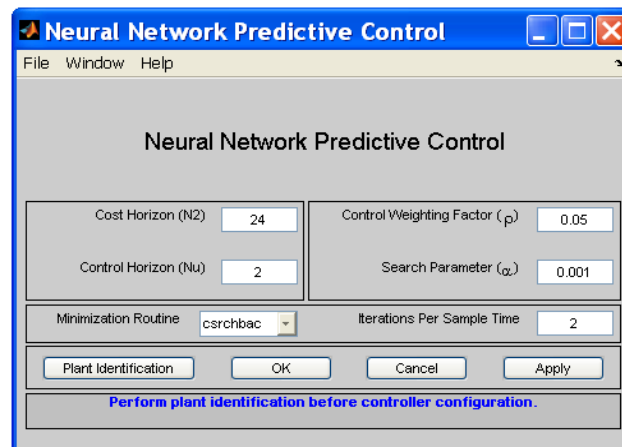 Neural Network Predictive Control
File Window Help
Neural Network Predictive Control
Cost Horizon (N2) 24 Control Weighting Factor (ρ) 0.05
Control Horizon (Nu) 2 Search Parameter (α) 0.001
Minimization Routine csrchbac Iterations Per Sample Time 2
Plant Identification OK Cancel Apply
Perform plant identification before controller configuration.